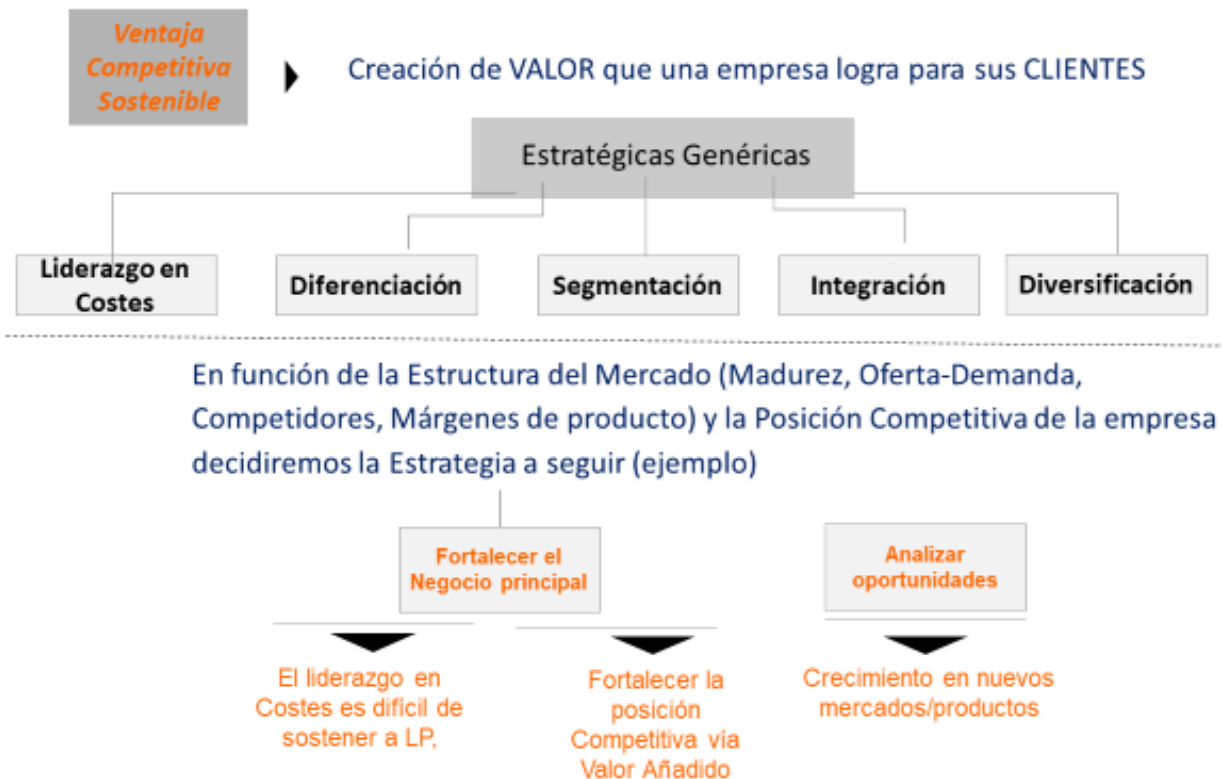 Ventaja
Competitiva
Sostenible
Creación de VALOR que una empresa logra para sus CLIENTES
Estratégicas Genéricas
Liderazgo en
Costes
Diferenciación
Segmentación
Integración
Diversificación
En función de la Estructura del Mercado (Madurez, Oferta-Demanda,
Competidores, Márgenes de producto) y la Posición Competitiva de la empresa
decidiremos la Estrategia a seguir (ejemplo)
Fortalecer el
Negocio principal
Analizar
oportunidades
El liderazgo en
Costes es difícil de
sostener a LP,
Fortalecer la
posición
Competitiva vía
Valor Añadido
Crecimiento en nuevos
mercados/productos